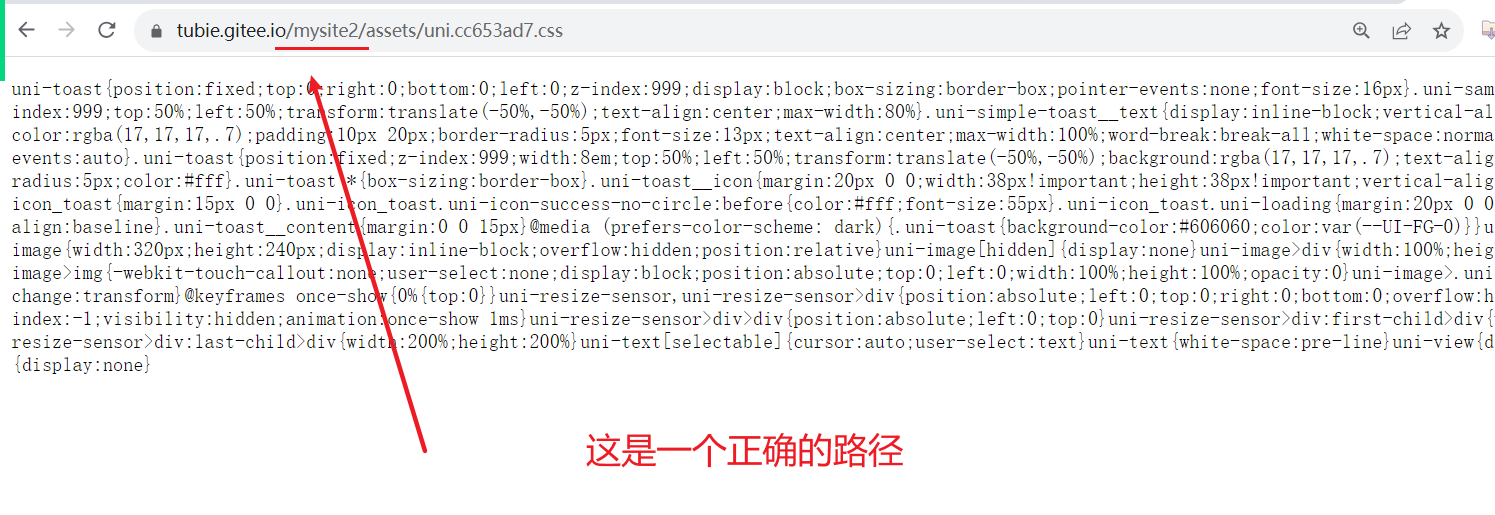 tubie.gitee.io/mysite2/assets/uni.cc653ad7.css
uni-toast{position:fixed;top:0;right:0;bottom:0;left:0;z-index:999;display:block;box-sizing:border-box;pointer-events:none;font-size:16px}.uni-sam
index:999;top:50%;left:50%;transform:translate(-50%,-50%);text-align:center;max-width:80%}.uni-simple-toast__text{display:inline-block;vertical-al
color:rgba(17,17,17,.7);padding:10px 20px;border-radius:5px;font-size:13px;text-align:center;max-width:100%;word-break:break-all;white-space:norma
events:auto}.uni-toast{position:fixed;z-index:999;width:8em;top:50%;left:50%;transform:translate(-50%,-50%);background:rgba(17,17,17,.7);text-alig
radius:5px;color:#fff}.uni-toast *{box-sizing:border-box}.uni-toast__icon{margin:20px 0 0;width:38px!important;height:38px!important;vertical-alig
icon_toast{margin:15px 0 0}.uni-icon_toast.uni-icon-success-no-circle:before{color:#fff;font-size:55px}.uni-icon_toast.uni-loading{margin:20px 0 0
align:baseline}.uni-toast__content{margin:0 0 15px}@media (prefers-color-scheme: dark){.uni-toast{background-color:#606060;color:var(--UI-FG-0)}}u
image{width:320px;height:240px;display:inline-block;overflow:hidden;position:relative}uni-image[hidden]{display:none}uni-image>div{width:100%;heig
image>img{-webkit-touch-callout:none;user-select:none;display:block;position:absolute;top:0;left:0;width:100%;height:100%;opacity:0}uni-image>.uni
change:transform}@keyframes once-show{0%{top:0}}uni-resize-sensor,uni-resize-sensor>div{position:absolute;left:0;top:0;right:0;bottom:0;overflow:h
index:-1;visibility:hidden;animation:once-show 1ms}uni-resize-sensor>div>div{position:absolute;left:0;top:0}uni-resize-sensor>div:first-child>div{
resize-sensor>div:last-child>div{width:200%;height:200%}uni-text[selectable]{cursor:auto;user-select:text}uni-text{white-space:pre-line}uni-view{d
{display:none}
这是一个正确的路径